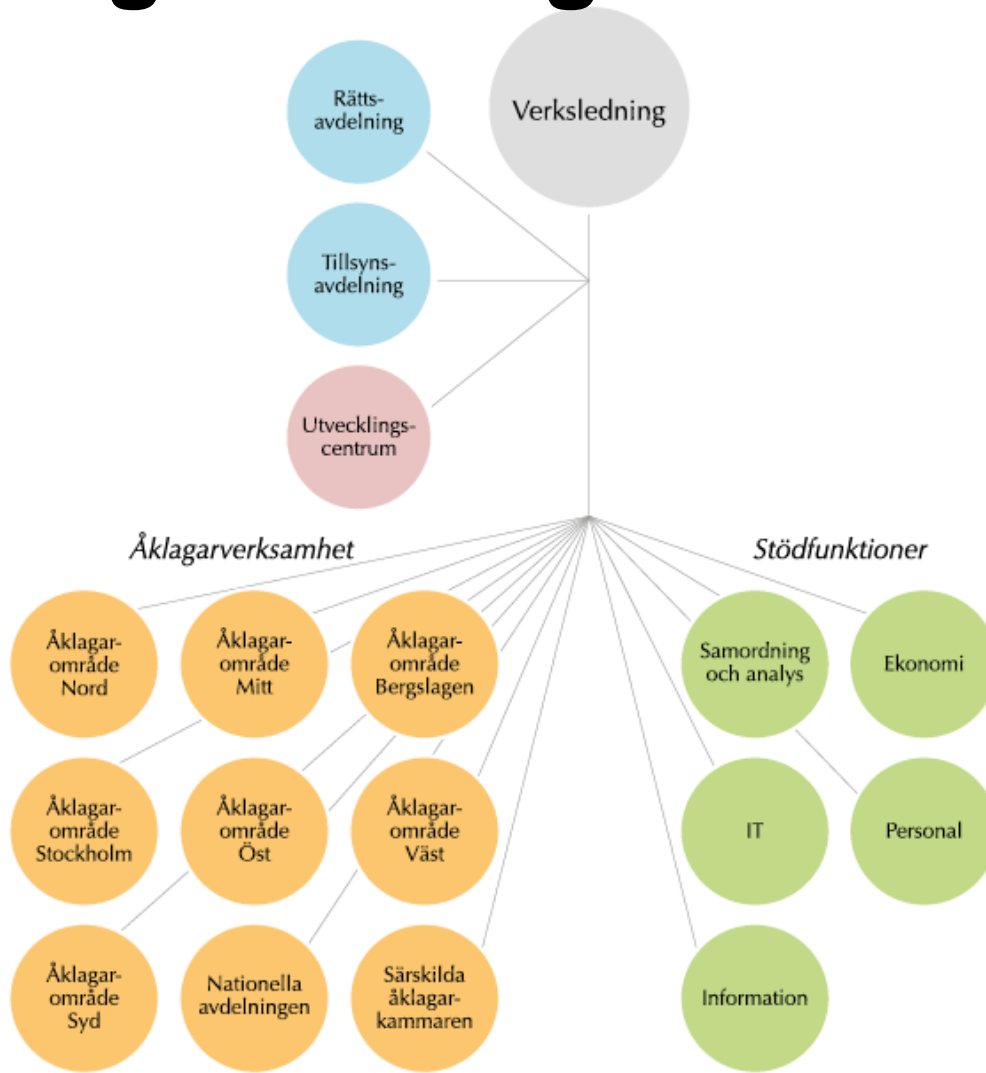 Rätts-
avdelning
Verksledning
Tillsyns-
avdelning
Utvecklings-
centrum
Åklagarverksamhet
Stödfunktioner
Åklagar-
område
Nord
Åklagar-
område
Mitt
Åklagar-
område
Bergslagen
Samordning
och analys
Ekonomi
Åklagar-
område
Stockholm
Åklagar-
område
Öst
Åklagar-
område
Väst
IT
Personal
Åklagar-
område
Syd
Nationella
avdelningen
Särskilda
åklagar-
kammaren
Information